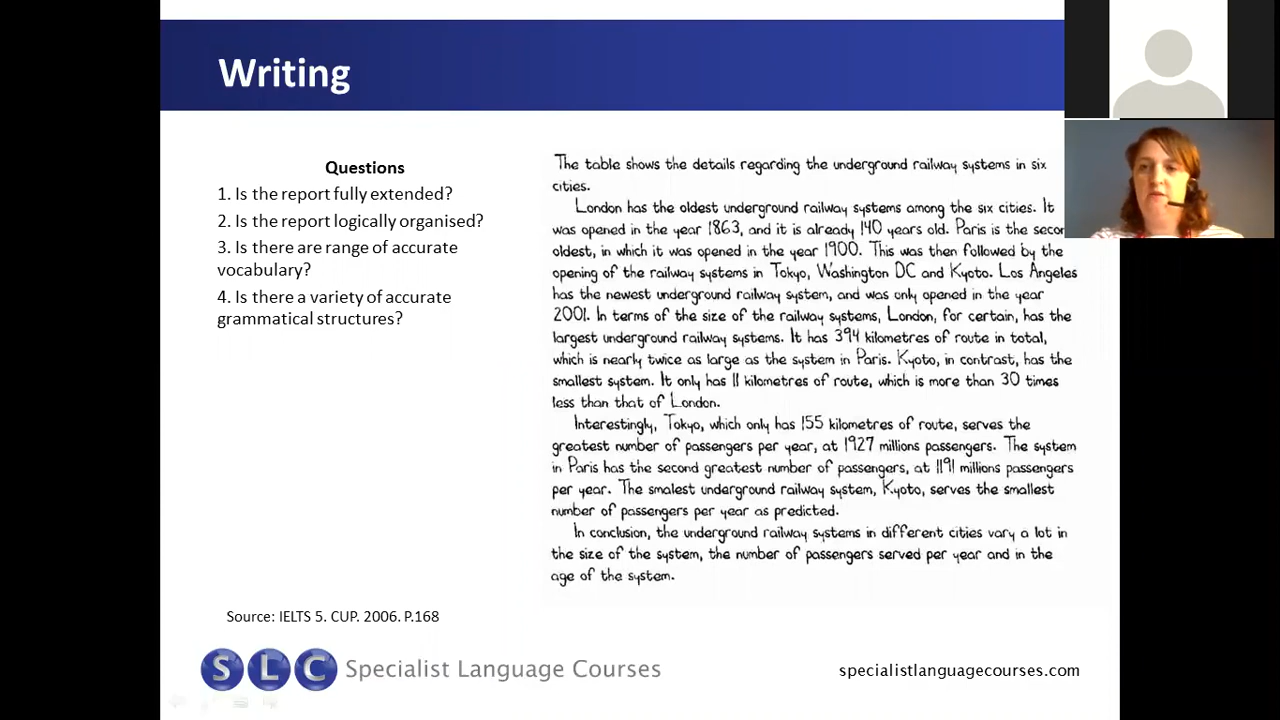 Writing
Questions
1. Is the report fully extended?
2. Is the report logically organised?
3. Is there are range of accurate
vocabulary?
4. Is there a variety of accurate
grammatical structures?
The table shows the details regarding the underground railway systems in six
cities.
London has the oldest underground railway systems among the six cities. It
was opened in the year 1863, and it is already 140 years old. Paris is the secon
oldest, in which it was opened in the year 1900. This was then followed by the
opening of the railway systems in Tokyo, Washington DC and Kyoto. Los Angeles
has the newest underground railway system, and was only opened in the year
2001. In terms of the size of the railway systems, London, for certain, has the
largest underground railway systems. It has 394 kilometres of route in total,
which is nearly twice as large as the system in Paris. Kyoto, in contrast, has the
smallest system. It only has 11 kilometres of route, which is more than 30 times
less than that of London.
Interestingly, Tokyo, which only has 155 kilometres of route, serves the
greatest number of passengers per year, at 1927 millions passengers. The system
in Paris has the second greatest number of passengers, at 1191 millions passengers
per year. The smalest underground railway system, Kyoto, serves the smallest
number of passengers per year as predicted.
In conclusion, the underground railway systems in different cities vary a lot in
the size of the system, the number of passengers served per year and in the
age of the system.
Source: IELTS 5. CUP. 2006. P.168
SLC Specialist Language Courses
specialistlanguagecourses.com